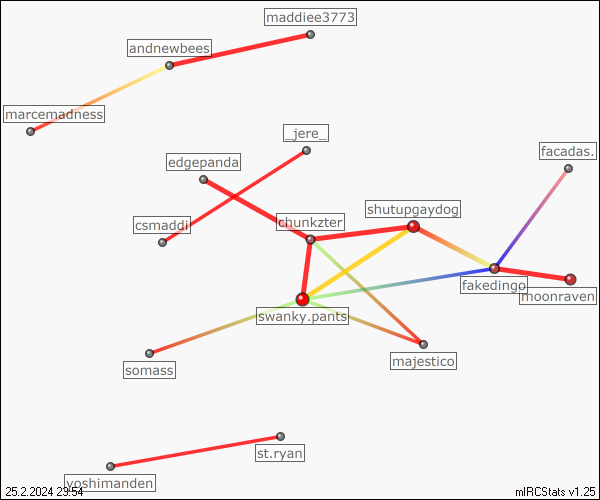 maddiee3773
andnewbees
marcemadness
_jere_
edgepanda
facadas.
shutupgaydog
csmaddi
chunkzter
fakedingo
moonraven
swanky.pants
majestico
somass
st.ryan
yoshimanden
25.2.2024 23:54
mIRCStats v1.25